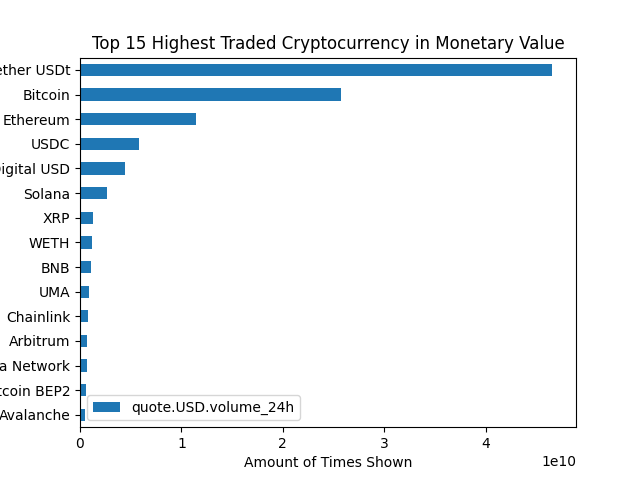 Top 15 Highest Traded Cryptocurrency in Monetary Value
ether USDt
Bitcoin
Ethereum
USDC
Digital USD
Solana
XRP
WETH
BNB
UMA
Chainlink
Arbitrum
a Network
tcoin BEP2
Avalanche
quote.USD.volume_24h
0 1 2 3 4
1e10
Amount of Times Shown